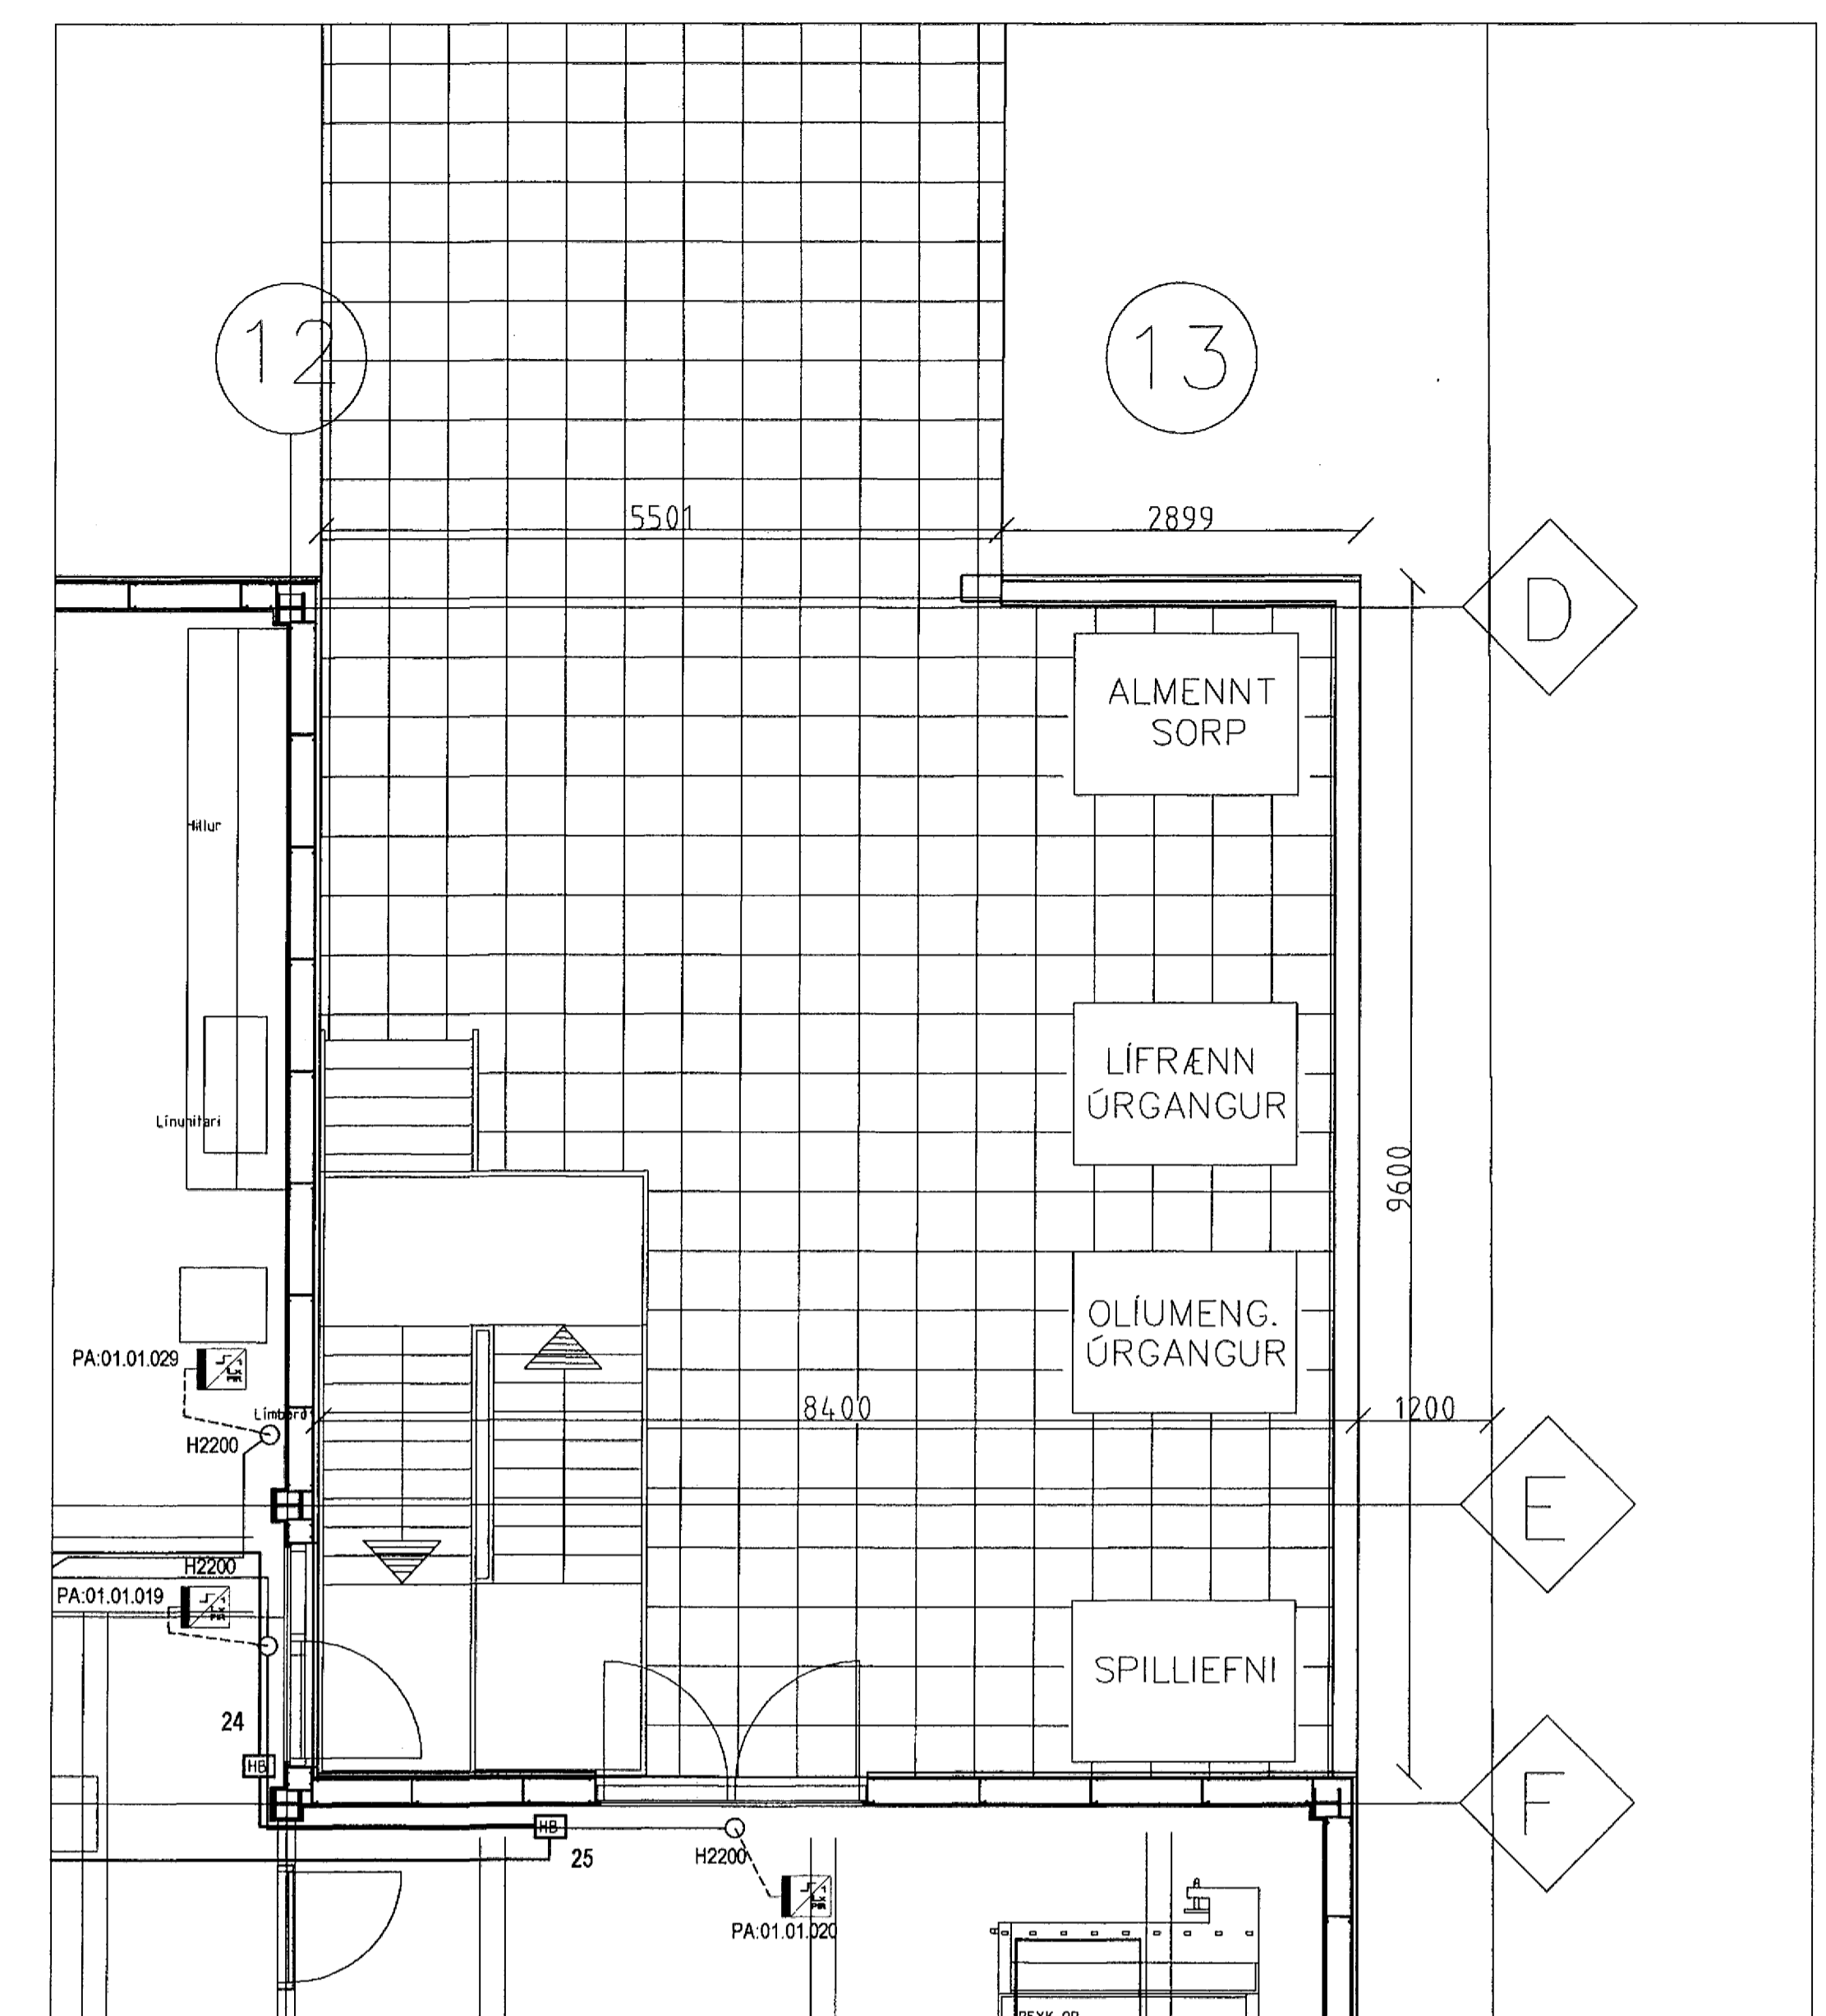 12
13
5501
2899
D
ALMENNT
SORP
Hillur
LÍFRÆNN
ÚRGANGUR
Línuhitari
9600
OLÍUMENG.
ÚRGANGUR
PA:01.01.029
Límborð
8400
1200
H2200
E
H2200
PA:01.01.019
SPILLIEFNI
24
HB
F
HB
25
H2200
PA:01.01.020